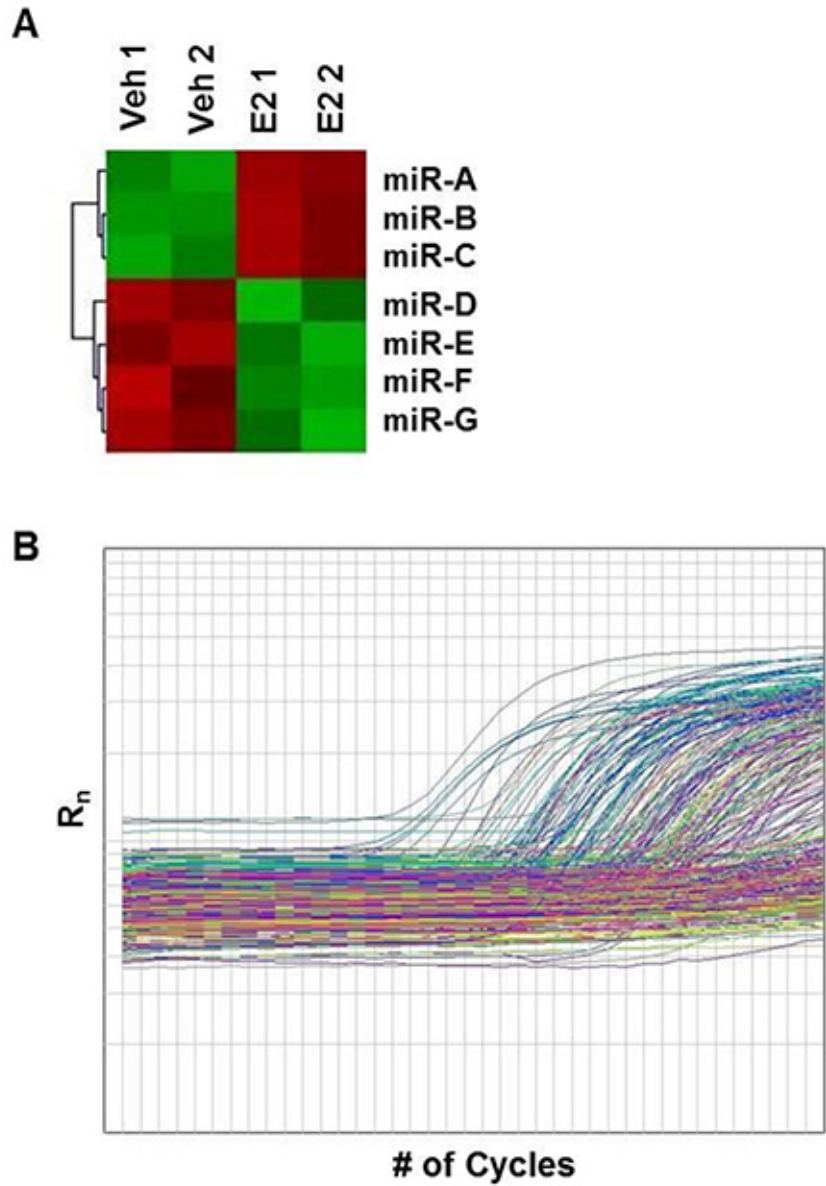 A
Veh 1
Veh 2
E2 1
E2 2
miR-A
miR-B
miR-C
miR-D
miR-E
miR-F
miR-G
B
Rn
# of Cycles